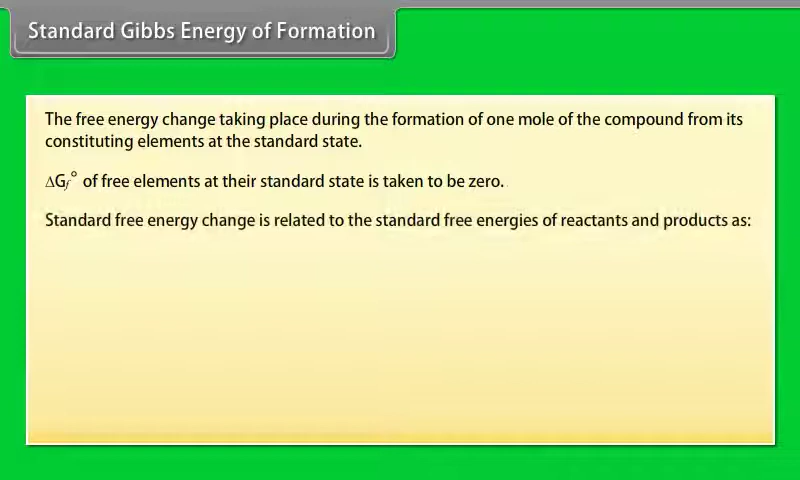 Standard Gibbs Energy of Formation
The free energy change taking place during the formation of one mole of the compound from its
constituting elements at the standard state.
ΔGf° of free elements at their standard state is taken to be zero.
Standard free energy change is related to the standard free energies of reactants and products as: